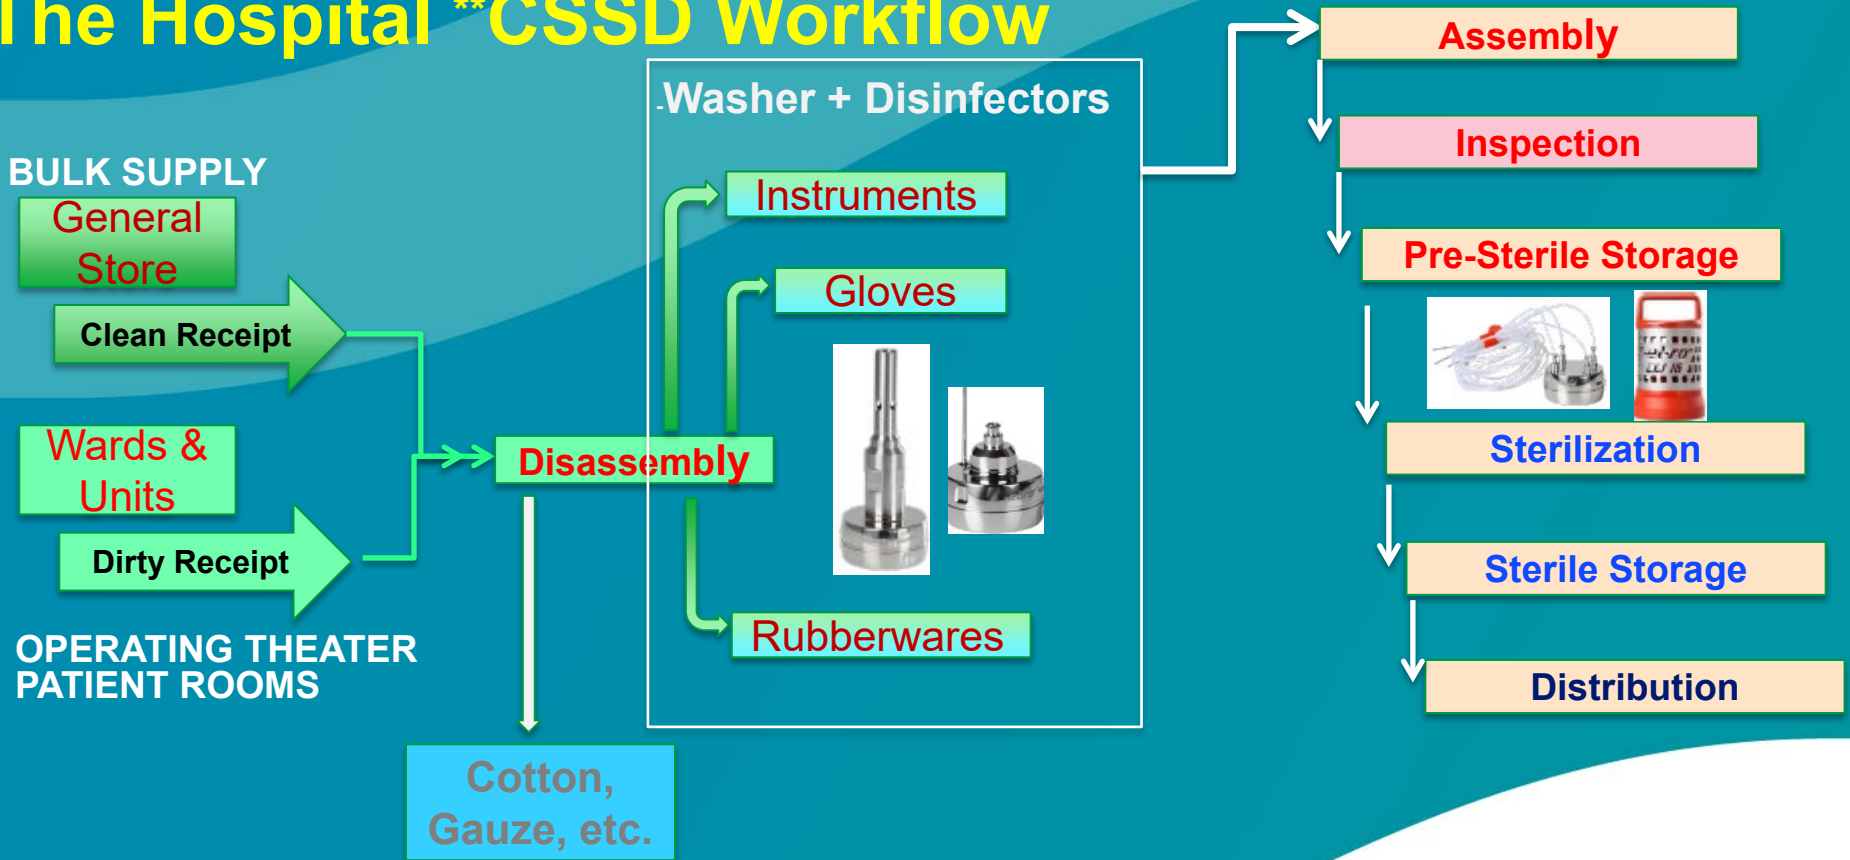 The Hospital **CSSD Workflow
-Washer + Disinfectors
BULK SUPPLY
General
Store
Clean Receipt
Wards &
Units
Dirty Receipt
OPERATING THEATER
PATIENT ROOMS
Disassembly
Instruments
Gloves
Rubberwares
Cotton,
Gauze, etc.
Assembly
Inspection
Pre-Sterile Storage
Sterilization
Sterile Storage
Distribution